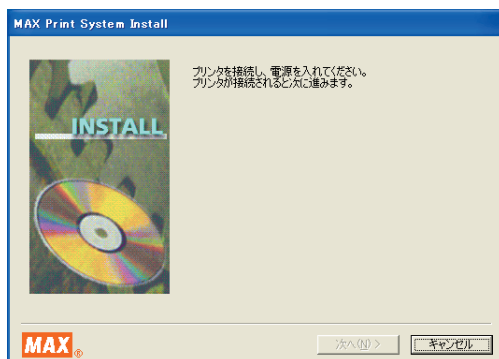 MAX Print System Install
プリンタを接続し、電源を入れてください。
プリンタが接続されると次に進みます。
INSTALL
MAX®
次へ(N) >
キャンセル